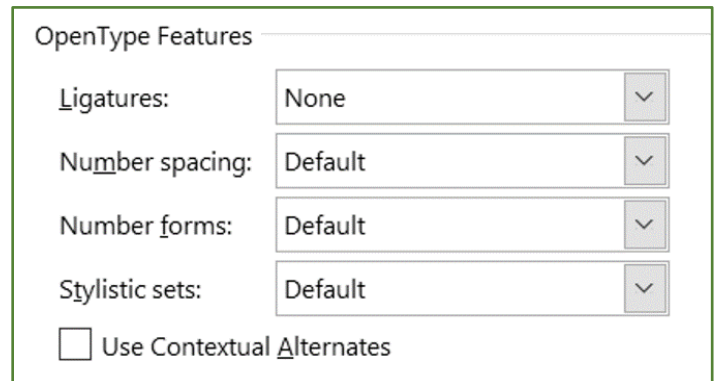 OpenType Features
Ligatures: None
Number spacing: Default
Number forms: Default
Stylistic sets: Default
Use Contextual Alternates